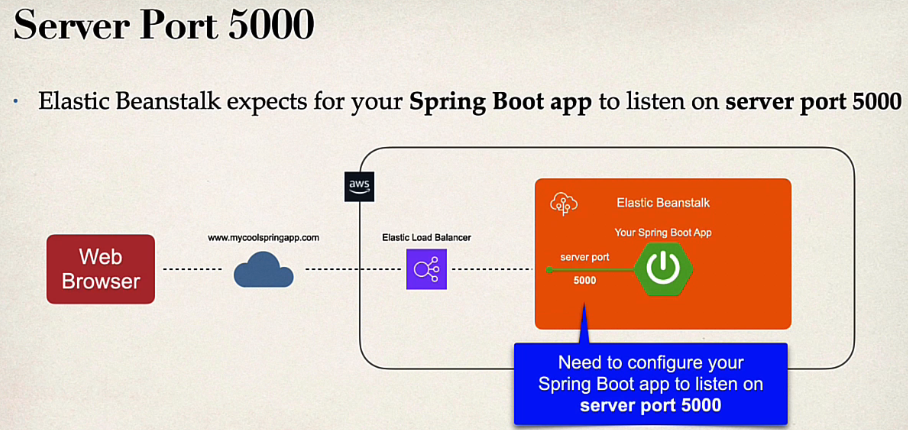 Server Port 5000
• Elastic Beanstalk expects for your Spring Boot app to listen on server port 5000
aws
Elastic Beanstalk
Your Spring Boot App
www.mycoolspringapp.com
Elastic Load Balancer
Web
Browser
server port
5000
Need to configure your
Spring Boot app to listen on
server port 5000